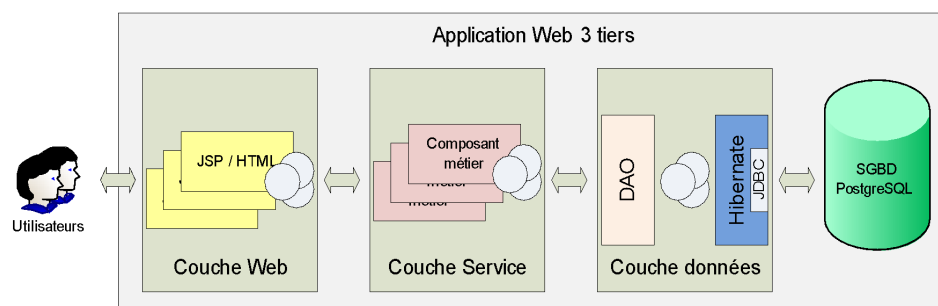 Application Web 3 tiers
Utilisateurs
JSP / HTML
Couche Web
Composant
métier
métier
métier
Couche Service
DAO
Hibernate
JDBC
Couche données
SGBD
PostgreSQL